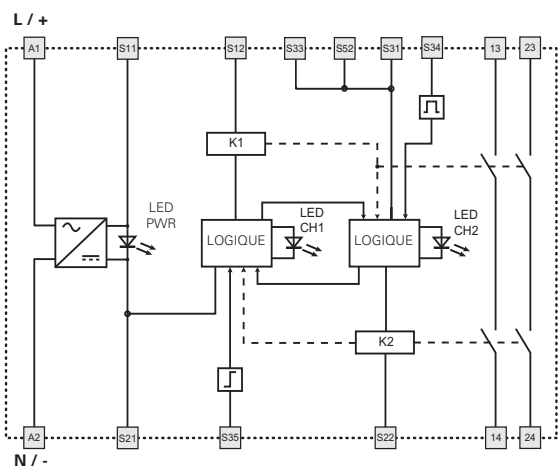 L / +
A1
S11
S12
S33
S52
S31
S34
13
23
K1
LED
PWR
LED
CH1
LED
CH2
LOGIQUE
LOGIQUE
K2
A2
S21
S35
S22
14
24
N / -